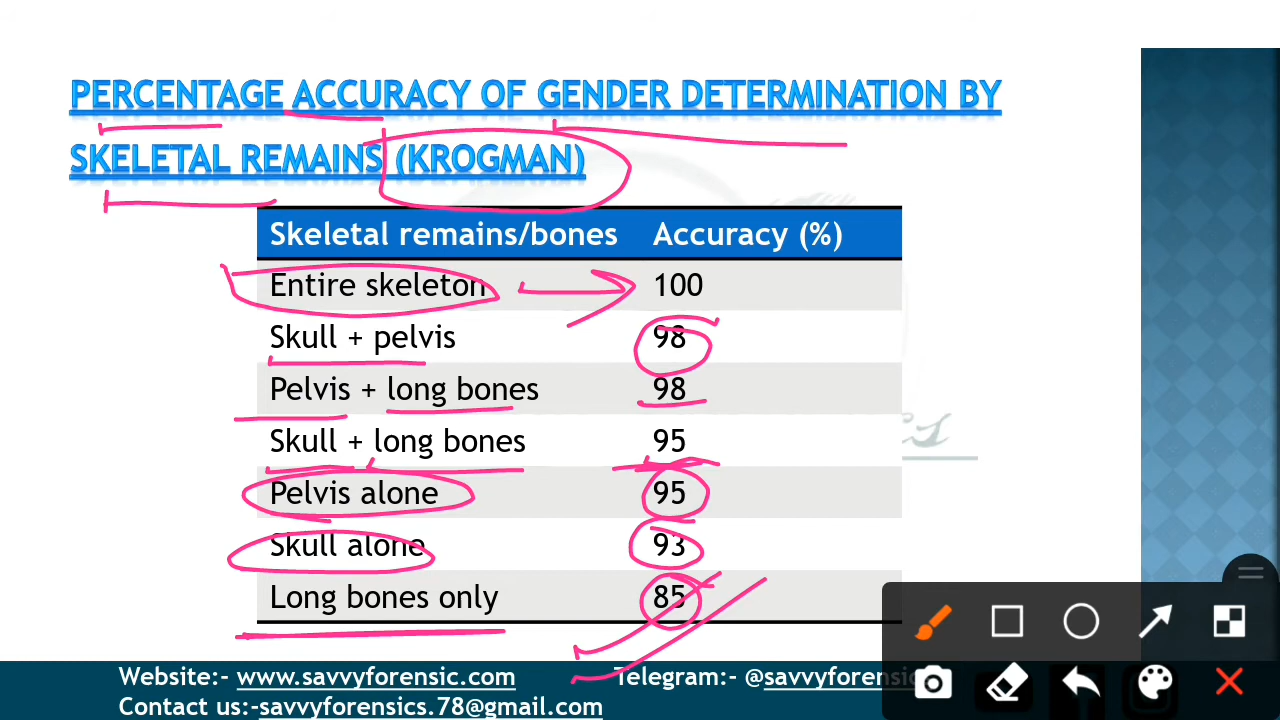 PERCENTAGE ACCURACY OF GENDER DETERMINATION BY
SKELETAL REMAINS (KROGMAN)
Skeletal remains/bones Accuracy (%)
Entire skeleton 100
Skull + pelvis 98
Pelvis + long bones 98
Skull + long bones 95
Pelvis alone 95
Skull alone 93
Long bones only 85
Website:- www.savvyforensic.com Telegram:- @savvyforensic
Contact us:-savvyforensics.78@gmail.com